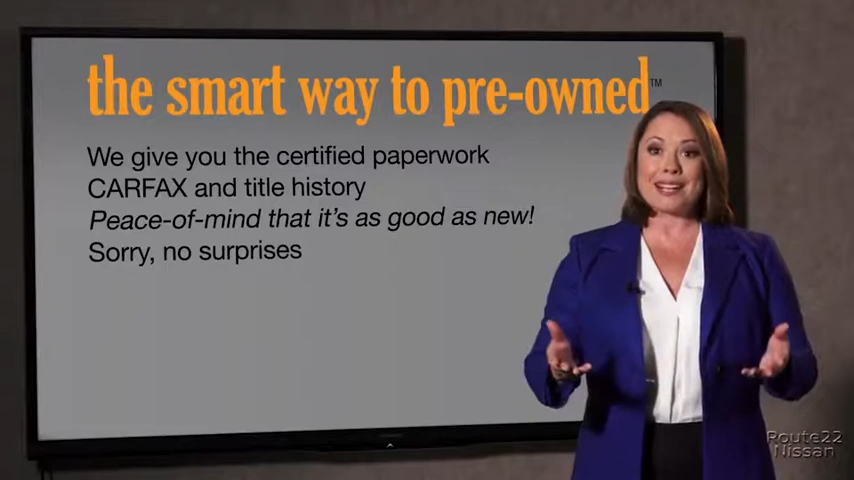 the smart way to pre-owned™
We give you the certified paperwork
CARFAX and title history
Peace-of-mind that it's as good as new!
Sorry, no surprises
Route22
Nissan